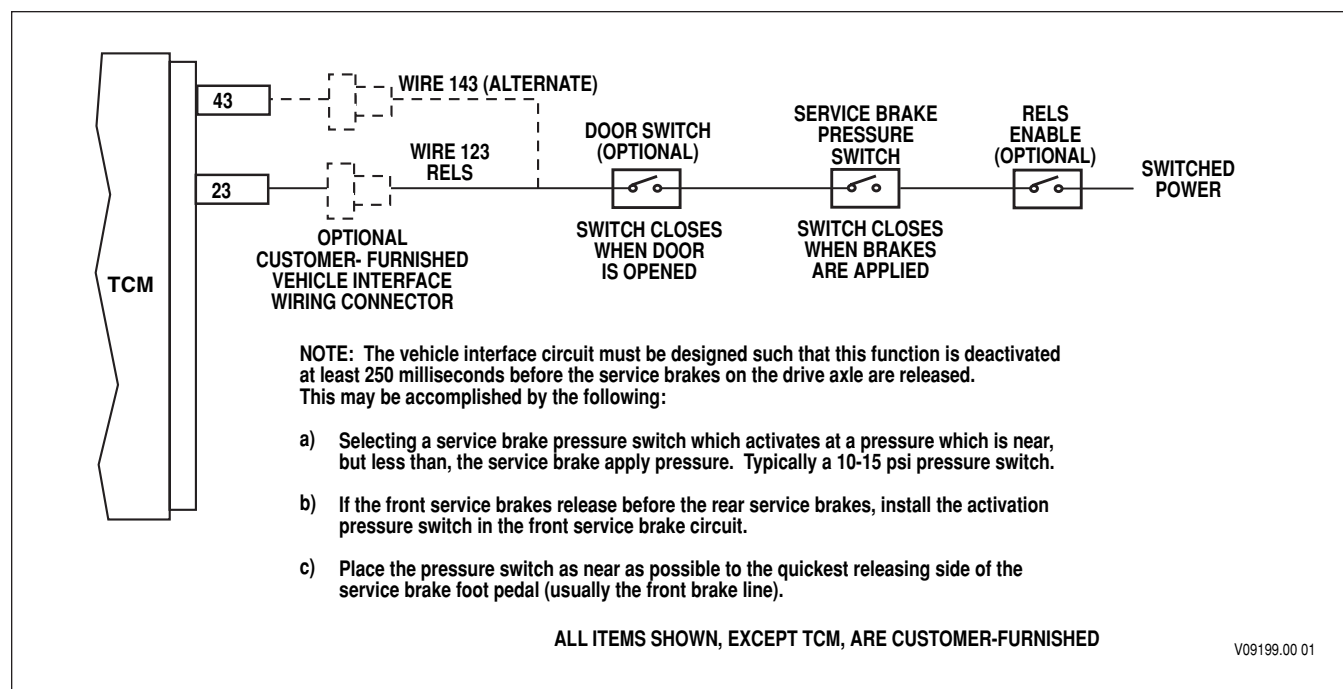 43
WIRE 143 (ALTERNATE)
DOOR SWITCH
(OPTIONAL)
SERVICE BRAKE
PRESSURE
SWITCH
RELS
ENABLE
(OPTIONAL)
SWITCHED
POWER
WIRE 123
RELS
23
TCM
OPTIONAL
CUSTOMER- FURNISHED
VEHICLE INTERFACE
WIRING CONNECTOR
SWITCH CLOSES
WHEN DOOR
IS OPENED
SWITCH CLOSES
WHEN BRAKES
ARE APPLIED
NOTE: The vehicle interface circuit must be designed such that this function is deactivated
at least 250 milliseconds before the service brakes on the drive axle are released.
This may be accomplished by the following:
a) Selecting a service brake pressure switch which activates at a pressure which is near,
but less than, the service brake apply pressure. Typically a 10-15 psi pressure switch.
b) If the front service brakes release before the rear service brakes, install the activation
pressure switch in the front service brake circuit.
c) Place the pressure switch as near as possible to the quickest releasing side of the
service brake foot pedal (usually the front brake line).
ALL ITEMS SHOWN, EXCEPT TCM, ARE CUSTOMER-FURNISHED
V09199.00 01